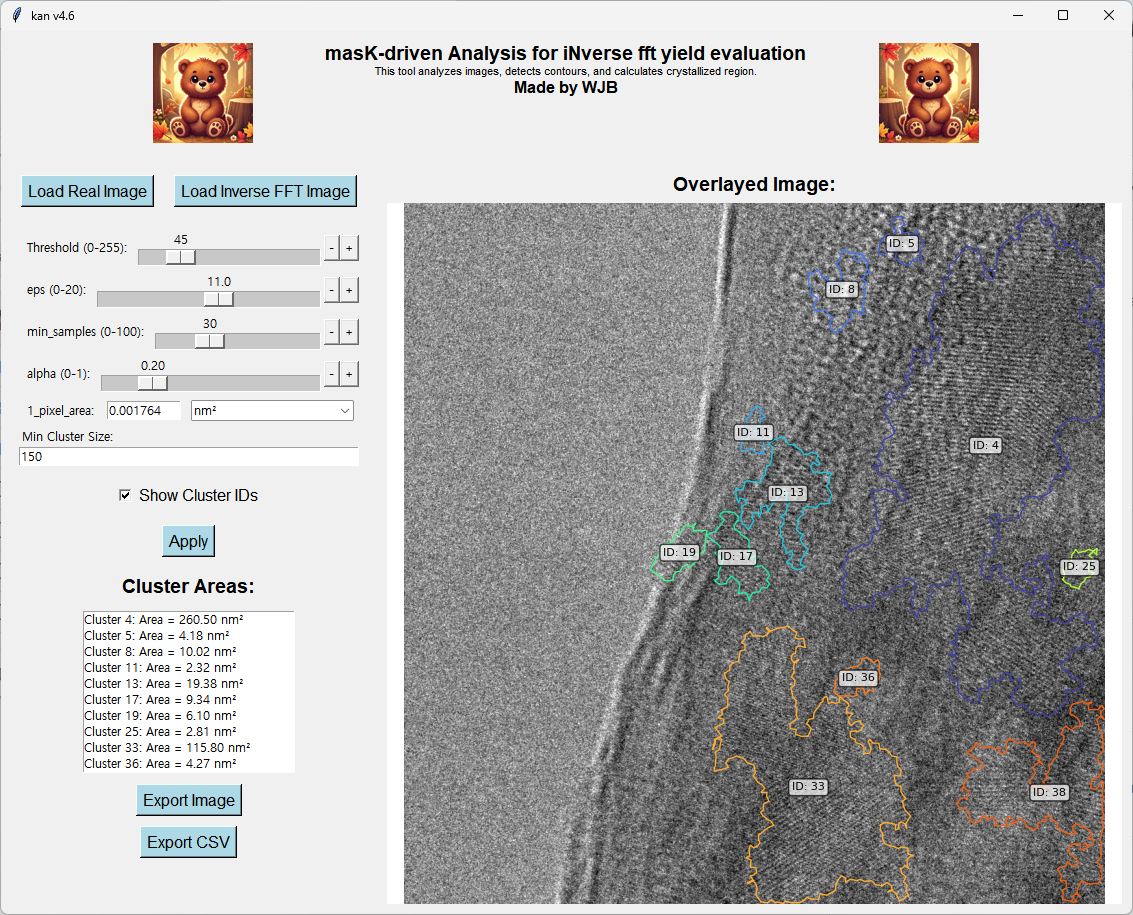 kan v4.6
masK-driven Analysis for iNverse fft yield evaluation
This tool analyzes images, detects contours, and calculates crystallized region.
Made by WJB
Load Real Image
Load Inverse FFT Image
Threshold (0-255):
45
-
+
eps (0-20):
11.0
-
+
min_samples (0-100):
30
-
+
alpha (0-1):
0.20
-
+
1_pixel_area:
0.001764
nm²
Min Cluster Size:
150
Show Cluster IDs
Apply
Cluster Areas:
Cluster 4: Area = 260.50 nm²
Cluster 5: Area = 4.18 nm²
Cluster 8: Area = 10.02 nm²
Cluster 11: Area = 2.32 nm²
Cluster 13: Area = 19.38 nm²
Cluster 17: Area = 9.34 nm²
Cluster 19: Area = 6.10 nm²
Cluster 25: Area = 2.81 nm²
Cluster 33: Area = 115.80 nm²
Cluster 36: Area = 4.27 nm²
Export Image
Export CSV
Overlayed Image:
ID: 5
ID: 8
ID: 11
ID: 4
ID: 13
ID: 19
ID: 17
ID: 25
ID: 36
ID: 33
ID: 38